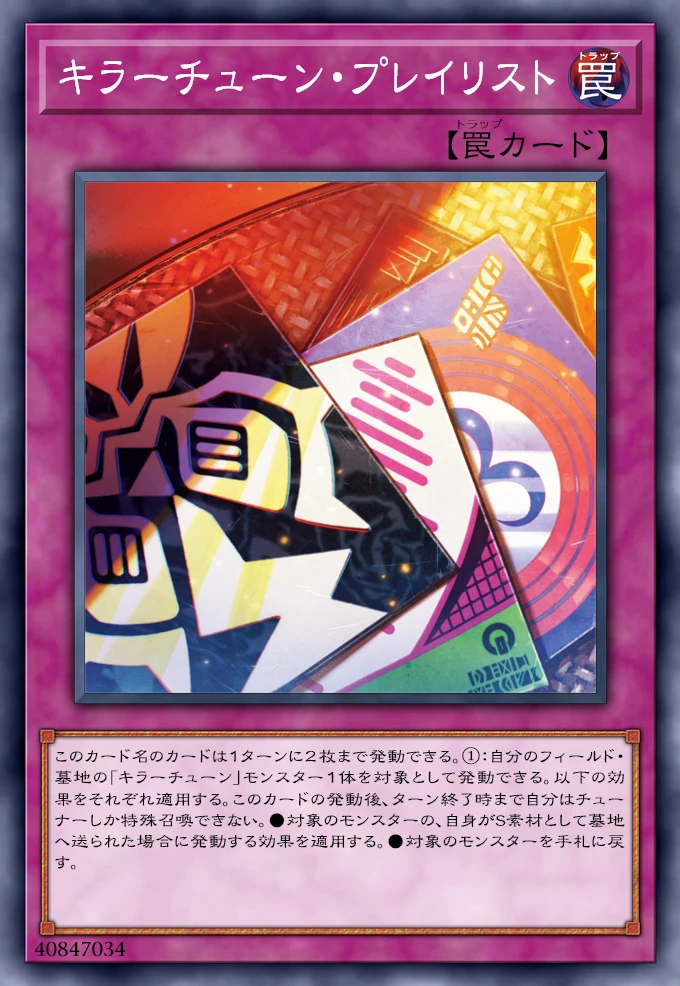 キラーチューン・プレイリスト
トラップ
罠
トラップ
【罠カード】
このカード名のカードは1ターンに2枚まで発動できる。①:自分のフィールド・
墓地の「キラーチューン」モンスター1体を対象として発動できる。以下の効
果をそれぞれ適用する。このカードの発動後、ターン終了時まで自分はチュー
ナーしか特殊召喚できない。●対象のモンスターの、自身がS素材として墓地
へ送られた場合に発動する効果を適用する。●対象のモンスターを手札に戻
す。
40847034